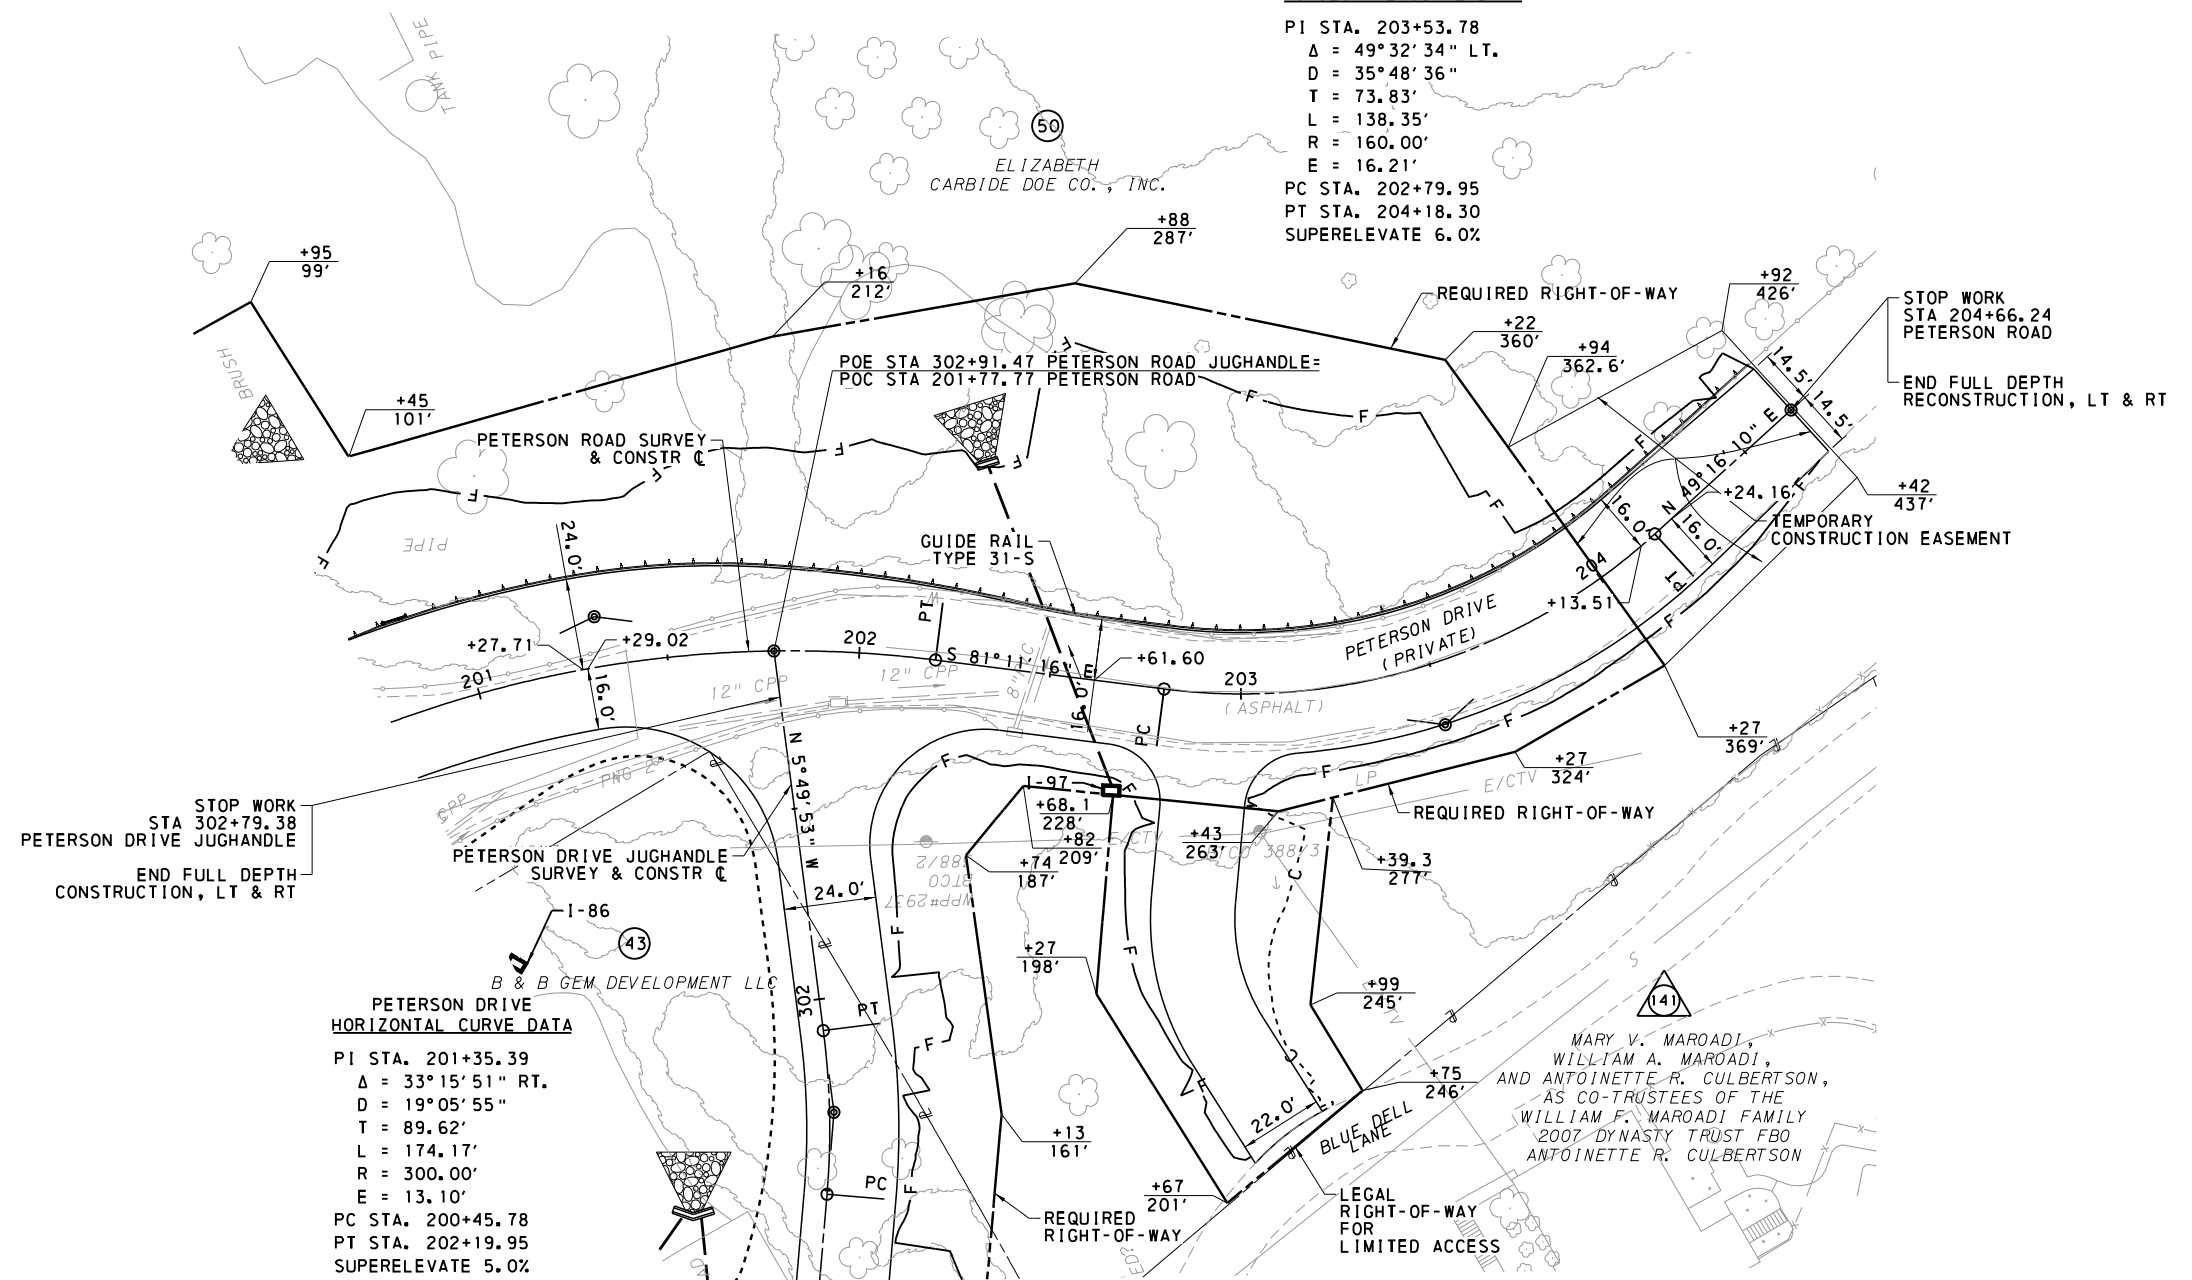 PI STA. 203+53.78
Δ = 49°32'34" LT.
D = 35°48'36"
T = 73.83'
L = 138.35'
R = 160.00'
E = 16.21'
PC STA. 202+79.95
PT STA. 204+18.30
SUPERELEVATE 6.0%
TANK PIPE
50
ELIZABETH
CARBIDE DOE CO., INC.
+88
287'
+95
99'
+16
212'
REQUIRED RIGHT-OF-WAY
+22
360'
+94
362.6'
+92
426'
STOP WORK
STA 204+66.24
PETERSON ROAD
END FULL DEPTH
RECONSTRUCTION, LT & RT
14.5'
14.5'
BRUSH
+45
101'
POE STA 302+91.47 PETERSON ROAD JUGHANDLE=
POC STA 201+77.77 PETERSON ROAD
F
F
F
PETERSON ROAD SURVEY
& CONSTR ℄
F
F
F
F
F
F
F
F
N 49°16'10" E
+24.16'
16.0'
16.0'
+42
437'
TEMPORARY
CONSTRUCTION EASEMENT
PIPE
24.0'
GUIDE RAIL
TYPE 31-S
204
PT
+13.51
PT
W
PETERSON DRIVE
(PRIVATE)
F
+27.71
+29.02
202
S 81°11'16" E
+61.60
201
12" CPP
12" CPP
8"
203
(ASPHALT)
16.0'
16.0'
PC
F
+27
369'
N 5°49'53" W
PNG 2"
CPP
F
F
LP
E/CTV
+27
324'
I-97
F
+68.1
228'
REQUIRED RIGHT-OF-WAY
STOP WORK
STA 302+79.38
PETERSON DRIVE JUGHANDLE
END FULL DEPTH
CONSTRUCTION, LT & RT
PETERSON DRIVE JUGHANDLE
SURVEY & CONSTR ℄
+82
209'
E/CTV
+43
263'
388/3
+74
187'
388/2
+39.3
277'
C
24.0'
I-86
43
B & B GEM DEVELOPMENT LLC
F
F
+27
198'
+99
245'
S
141
302
PT
F
MARY V. MAROADI,
WILLIAM A. MAROADI,
AND ANTOINETTE R. CULBERTSON,
AS CO-TRUSTEES OF THE
WILLIAM F. MAROADI FAMILY
2007 DYNASTY TRUST FBO
ANTOINETTE R. CULBERTSON
PETERSON DRIVE
HORIZONTAL CURVE DATA
PI STA. 201+35.39
Δ = 33°15'51" RT.
D = 19°05'55"
T = 89.62'
L = 174.17'
R = 300.00'
E = 13.10'
PC STA. 200+45.78
PT STA. 202+19.95
SUPERELEVATE 5.0%
C
F
+75
246'
22.0'
BLUE DELL
LANE
+13
161'
PC
F
+67
201'
REQUIRED
RIGHT-OF-WAY
LEGAL
RIGHT-OF-WAY
FOR
LIMITED ACCESS